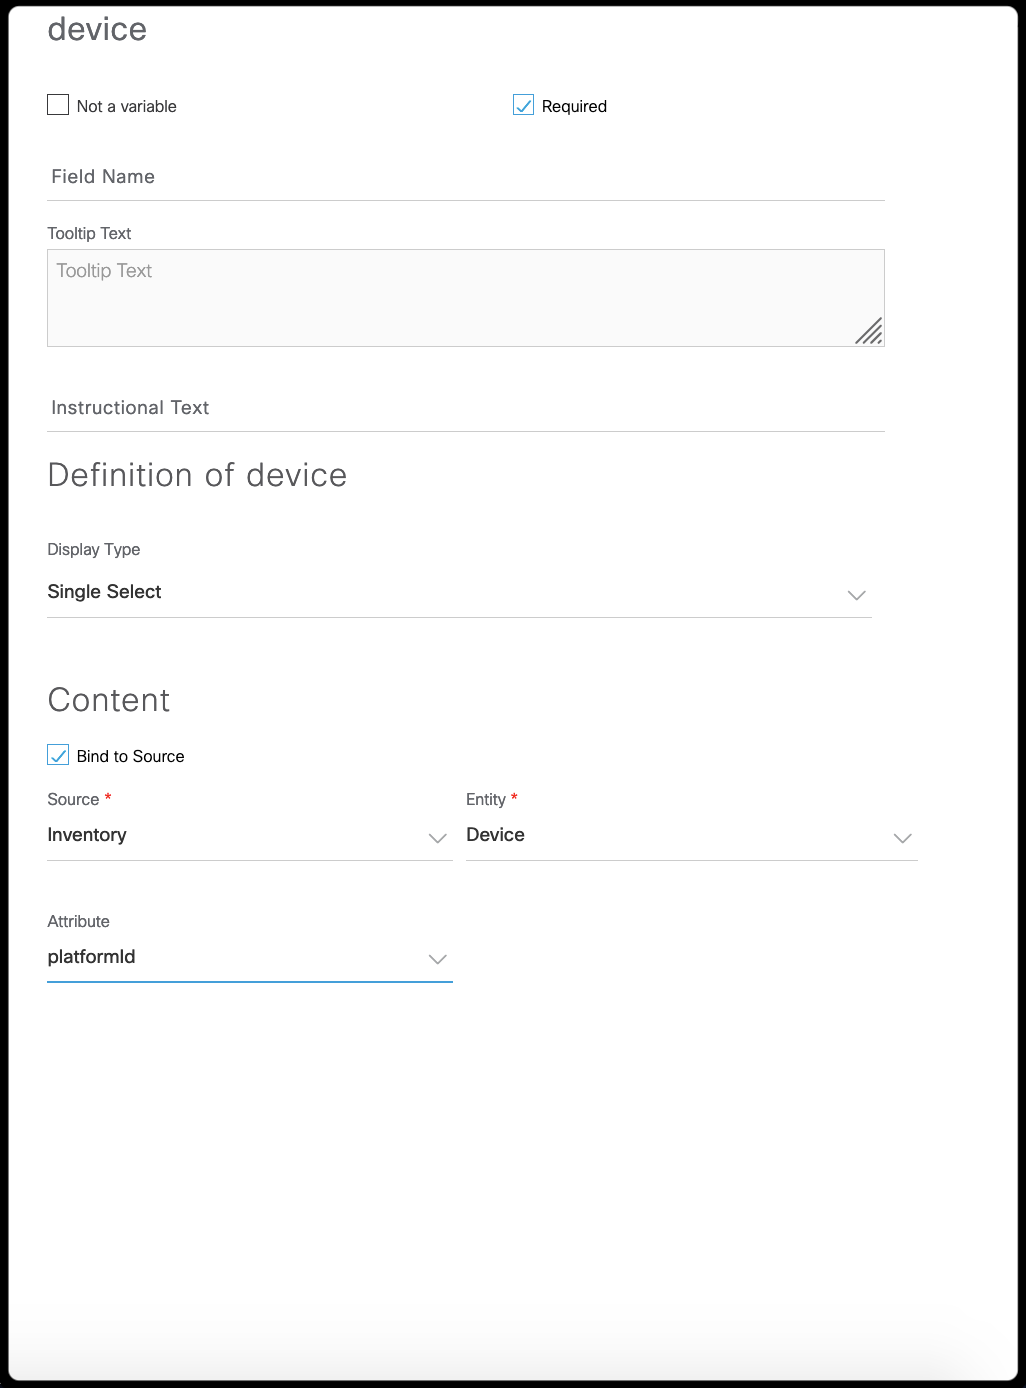 device
Not a variable
Required
Field Name
Tooltip Text
Tooltip Text
Instructional Text
Definition of device
Display Type
Single Select
Content
Bind to Source
Source * Entity *
Inventory Device
Attribute
platformId